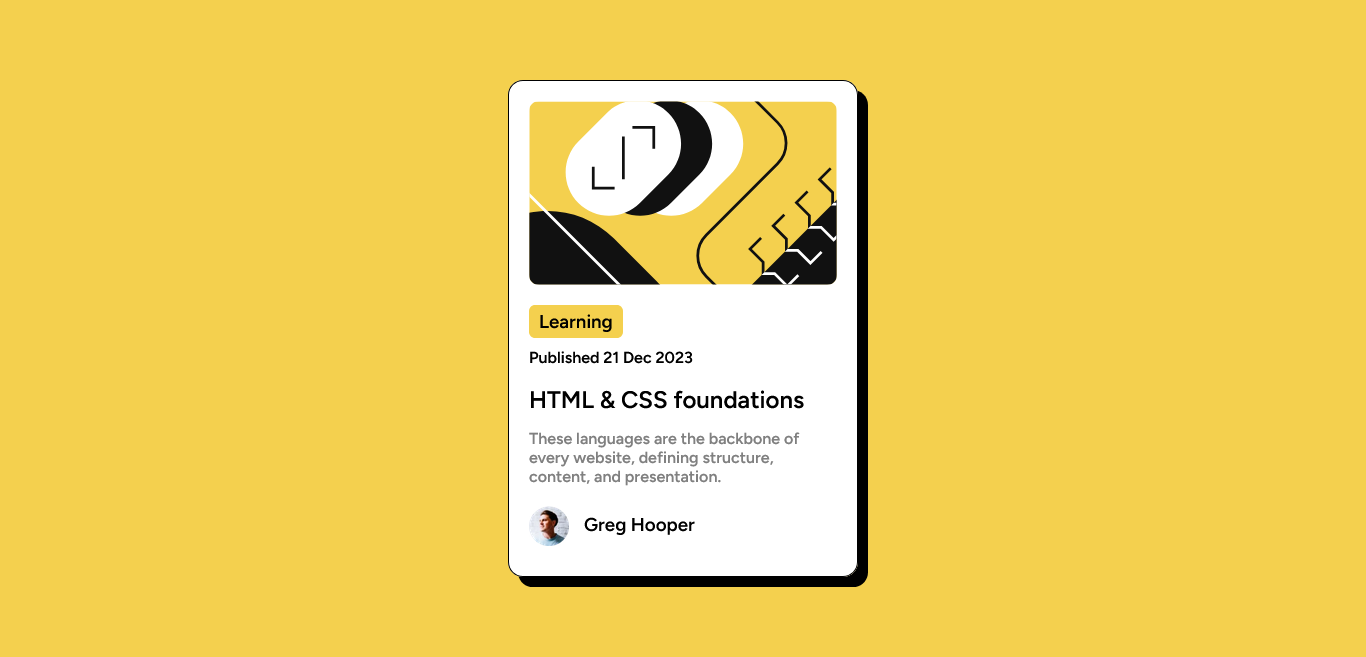 Learning
Published 21 Dec 2023
HTML & CSS foundations
These languages are the backbone of
every website, defining structure,
content, and presentation.
Greg Hooper